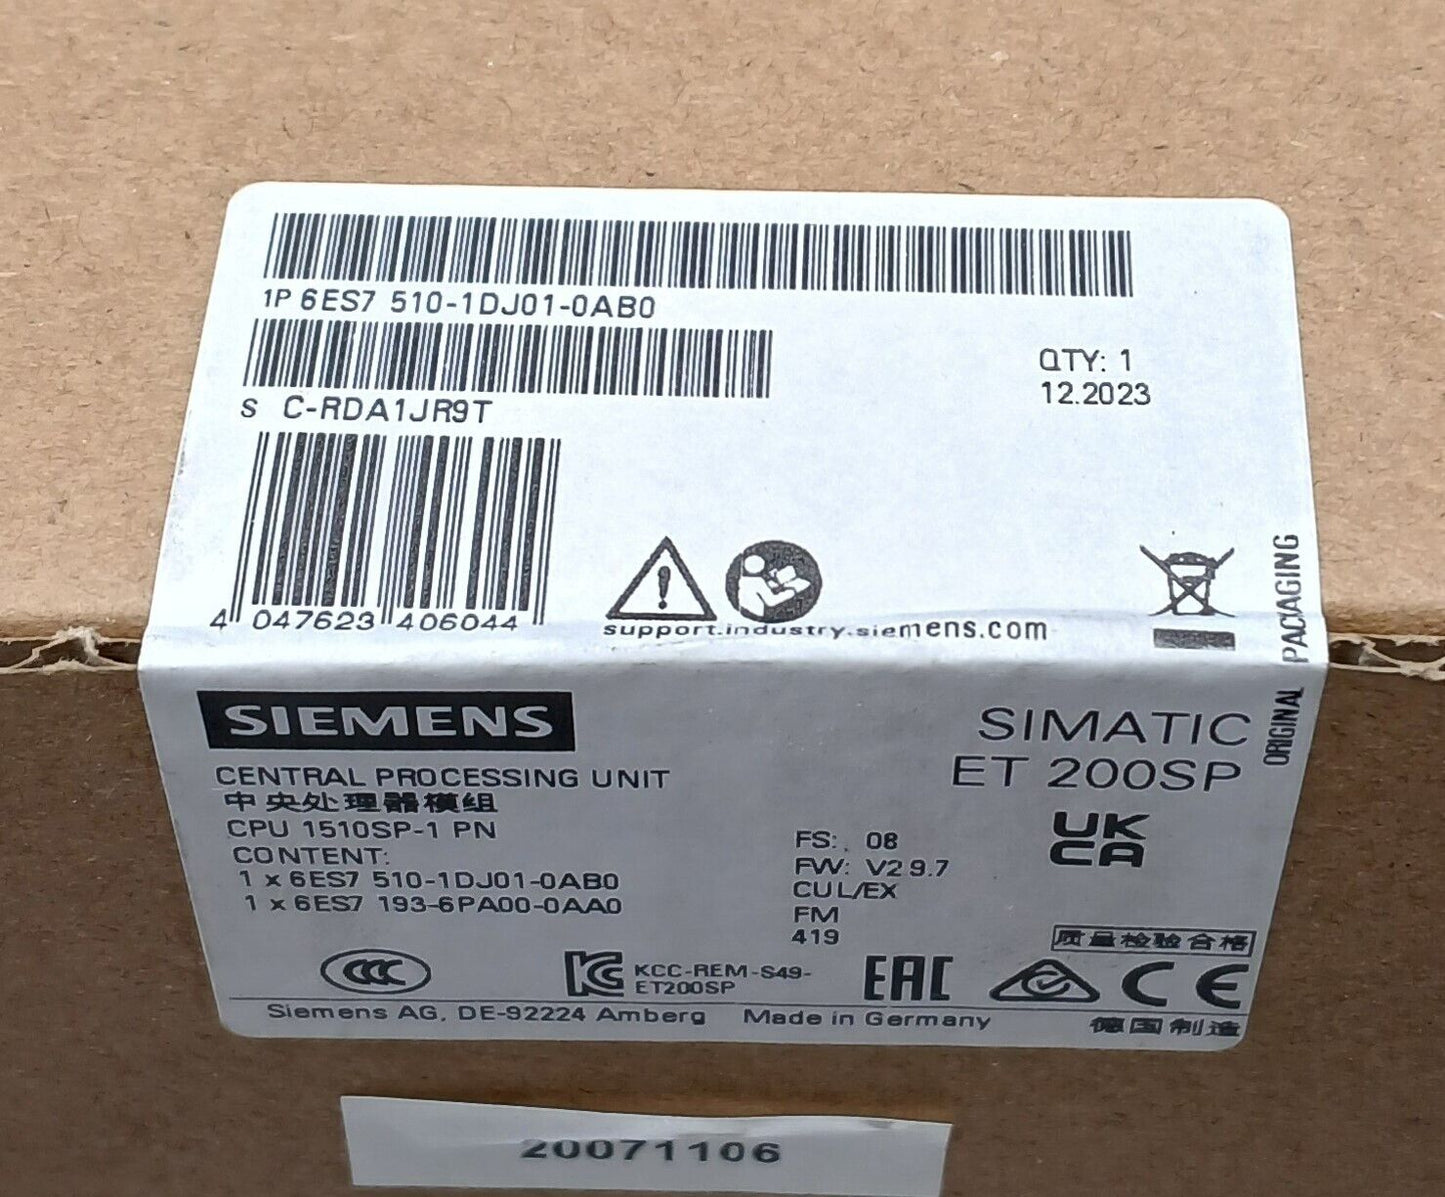 1P 6ES7 510-1DJ01-0AB0
QTY: 1
12.2023
S C-RDA1JR9T
4 047623 406044
support.industry.siemens.com
ORIGINAL PACKAGING
SIEMENS
SIMATIC
ET 200SP
CENTRAL PROCESSING UNIT
中央处理器模组
CPU 1510SP-1 PN
CONTENT:
1 x 6ES7 510-1DJ01-0AB0
1 x 6ES7 193-6PA00-0AA0
FS: 08
FW: V2.9.7
CUL/EX
FM
419
UK
CA
质量检验合格
CCC
KC
KCC-REM-S49-
ET200SP
EAC
CE
Siemens AG, DE-92224 Amberg Made in Germany
德国制造
20071106